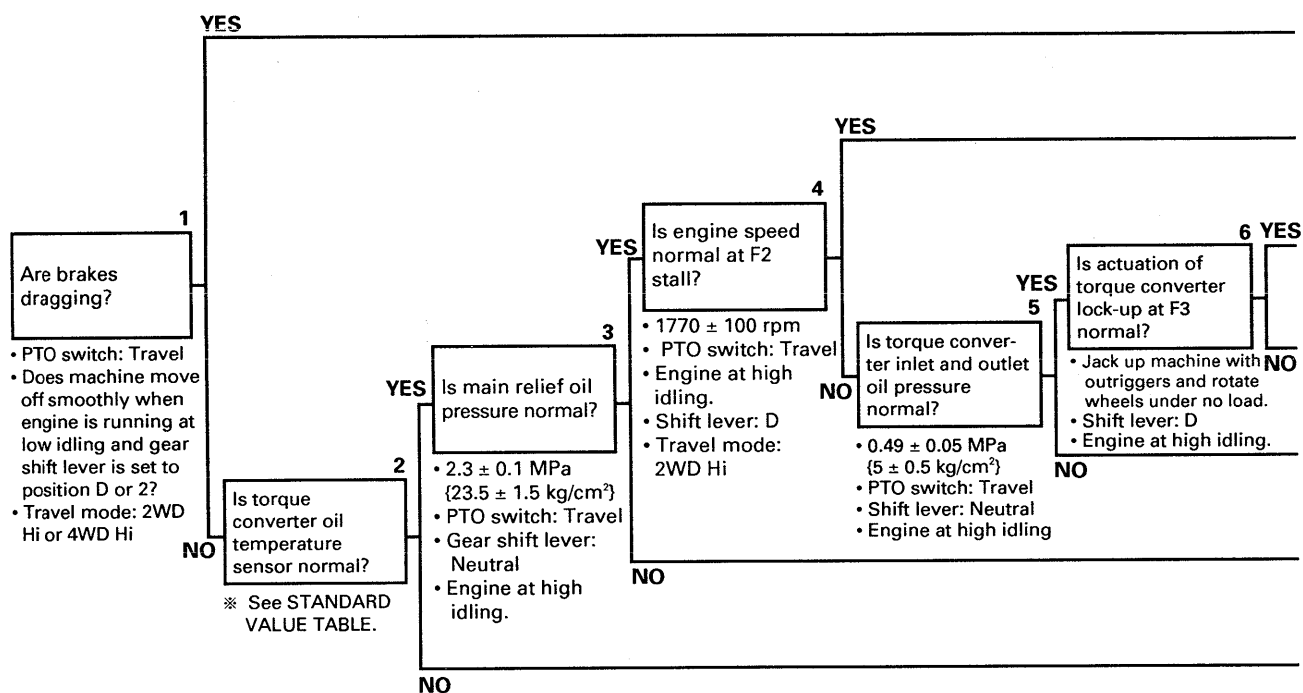 YES
1
Are brakes
dragging?
• PTO switch: Travel
• Does machine move
off smoothly when
engine is running at
low idling and gear
shift lever is set to
position D or 2?
• Travel mode: 2WD
Hi or 4WD Hi
NO
2
Is torque
converter oil
temperature
sensor normal?
※ See STANDARD
VALUE TABLE.
YES
NO
3
Is main relief oil
pressure normal?
• 2.3 ± 0.1 MPa
{23.5 ± 1.5 kg/cm²}
• PTO switch: Travel
• Gear shift lever:
Neutral
• Engine at high
idling.
YES
NO
4
Is engine speed
normal at F2
stall?
• 1770 ± 100 rpm
• PTO switch: Travel
• Engine at high
idling.
• Shift lever: D
• Travel mode:
2WD Hi
YES
NO
5
Is torque conver-
ter inlet and outlet
oil pressure
normal?
• 0.49 ± 0.05 MPa
{5 ± 0.5 kg/cm²}
• PTO switch: Travel
• Shift lever: Neutral
• Engine at high idling
YES
NO
6
Is actuation of
torque converter
lock-up at F3
normal?
• Jack up machine with
outriggers and rotate
wheels under no load.
• Shift lever: D
• Engine at high idling.
YES
NO